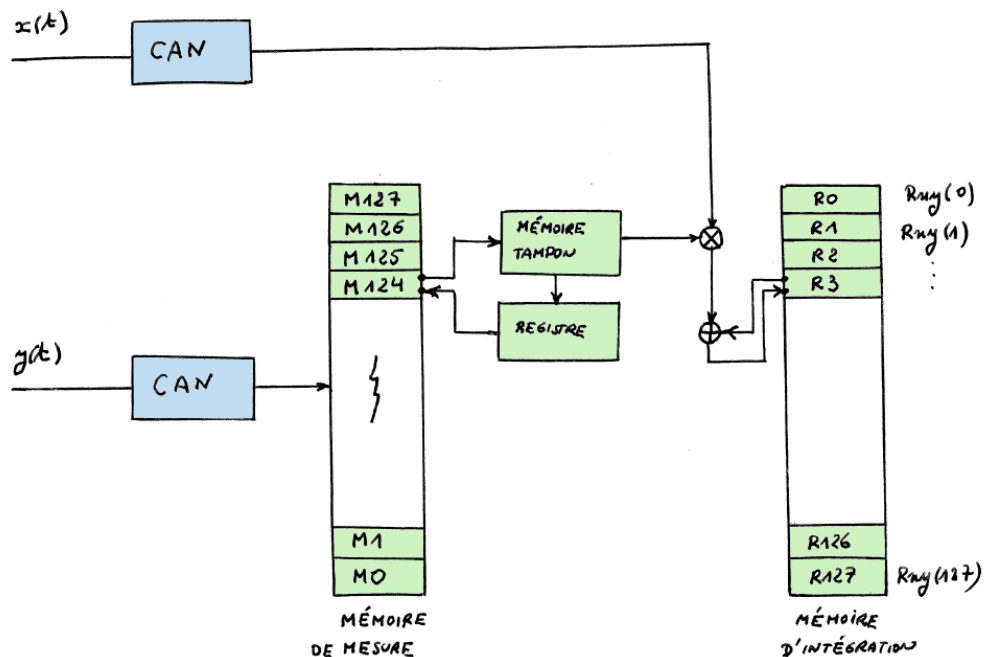 x(t)
CAN
M127
M126
M125
M124
MÉMOIRE
TAMPON
REGISTRE
R0
R1
R2
R3
Rxy(0)
Rxy(1)
⋮
y(t)
CAN
M1
M0
R126
R127
Rxy(127)
MÉMOIRE
DE MESURE
MÉMOIRE
D'INTÉGRATION